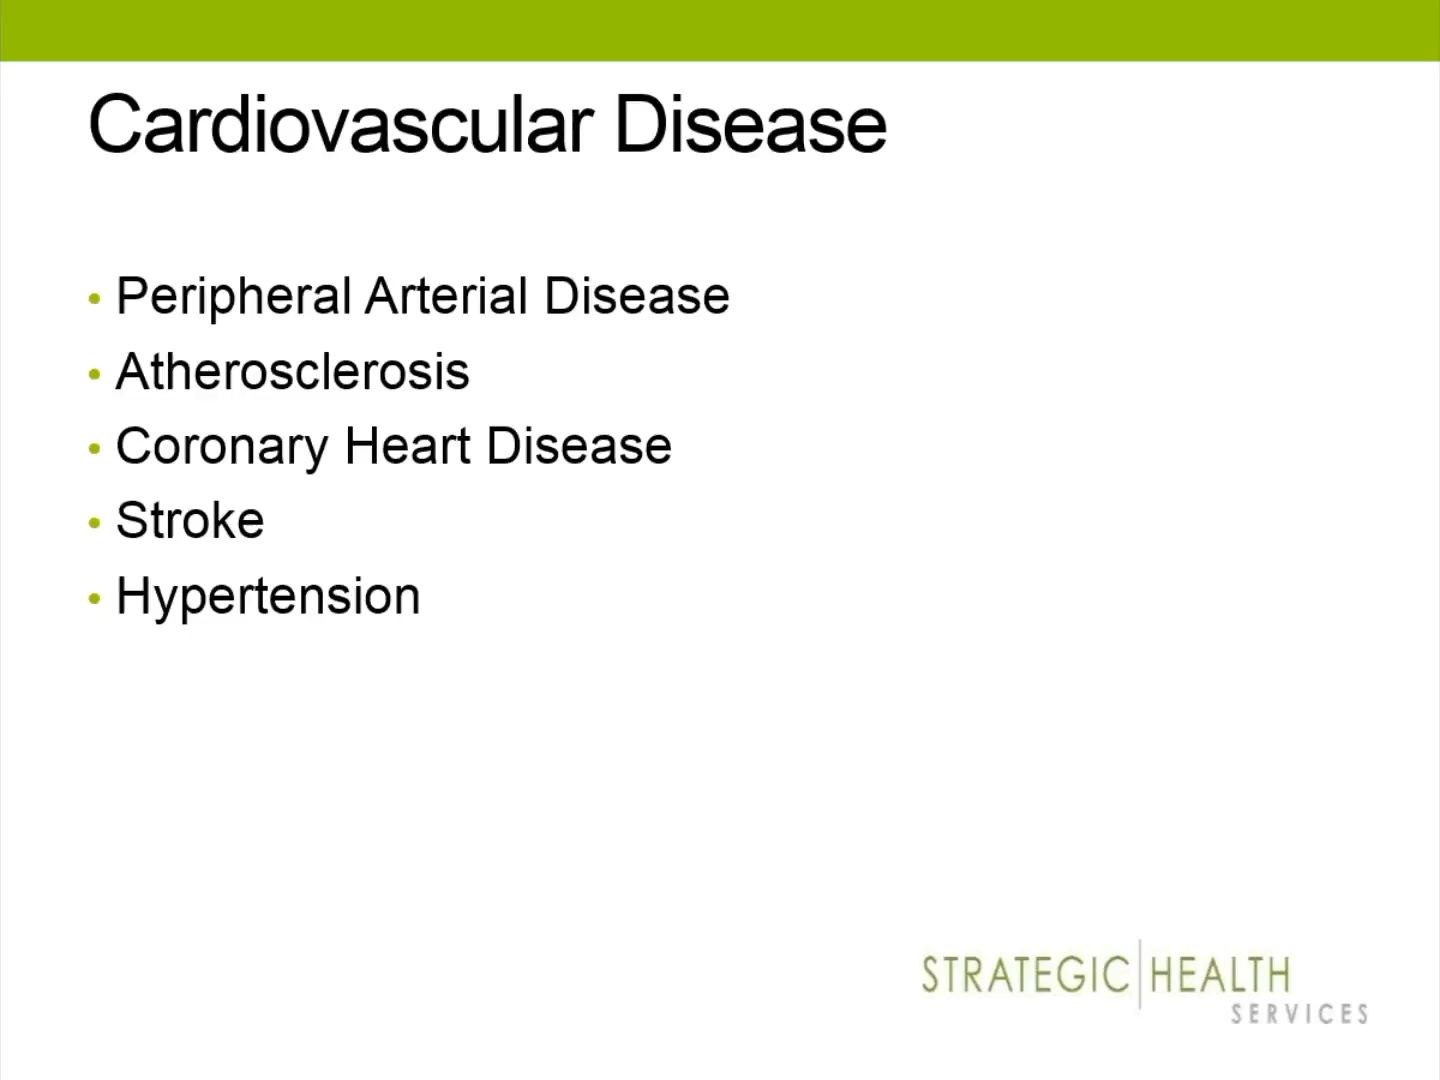 Cardiovascular Disease
• Peripheral Arterial Disease
• Atherosclerosis
• Coronary Heart Disease
• Stroke
• Hypertension
STRATEGIC HEALTH
SERVICES